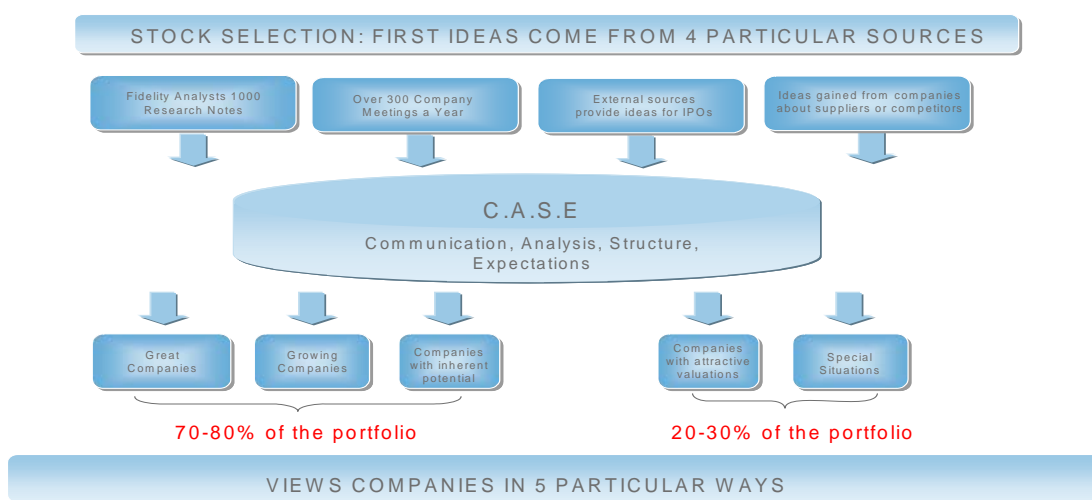 STOCK SELECTION: FIRST IDEAS COME FROM 4 PARTICULAR SOURCES
Fidelity Analysts 1000
Research Notes
Over 300 Company
Meetings a Year
External sources
provide ideas for IPOs
Ideas gained from companies
about suppliers or competitors
C.A.S.E
Communication, Analysis, Structure,
Expectations
Great
Companies
Growing
Companies
Companies
with inherent
potential
Companies
with attractive
valuations
Special
Situations
70-80% of the portfolio
20-30% of the portfolio
VIEWS COMPANIES IN 5 PARTICULAR WAYS